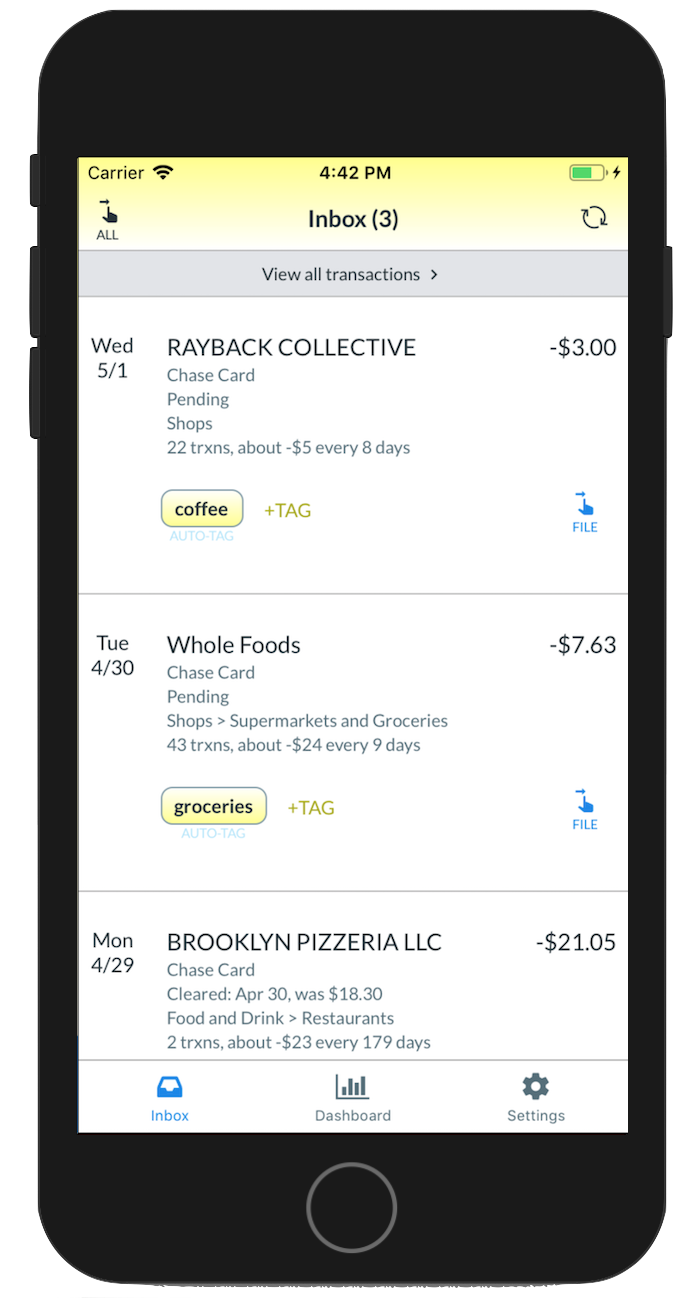 Carrier 4:42 PM
ALL Inbox (3)
View all transactions >
Wed RAYBACK COLLECTIVE -$3.00
5/1 Chase Card
Pending
Shops
22 trxns, about -$5 every 8 days
coffee +TAG
AUTO-TAG FILE
Tue Whole Foods -$7.63
4/30 Chase Card
Pending
Shops > Supermarkets and Groceries
43 trxns, about -$24 every 9 days
groceries +TAG
AUTO-TAG FILE
Mon BROOKLYN PIZZERIA LLC -$21.05
4/29 Chase Card
Cleared: Apr 30, was $18.30
Food and Drink > Restaurants
2 trxns, about -$23 every 179 days
Inbox Dashboard Settings